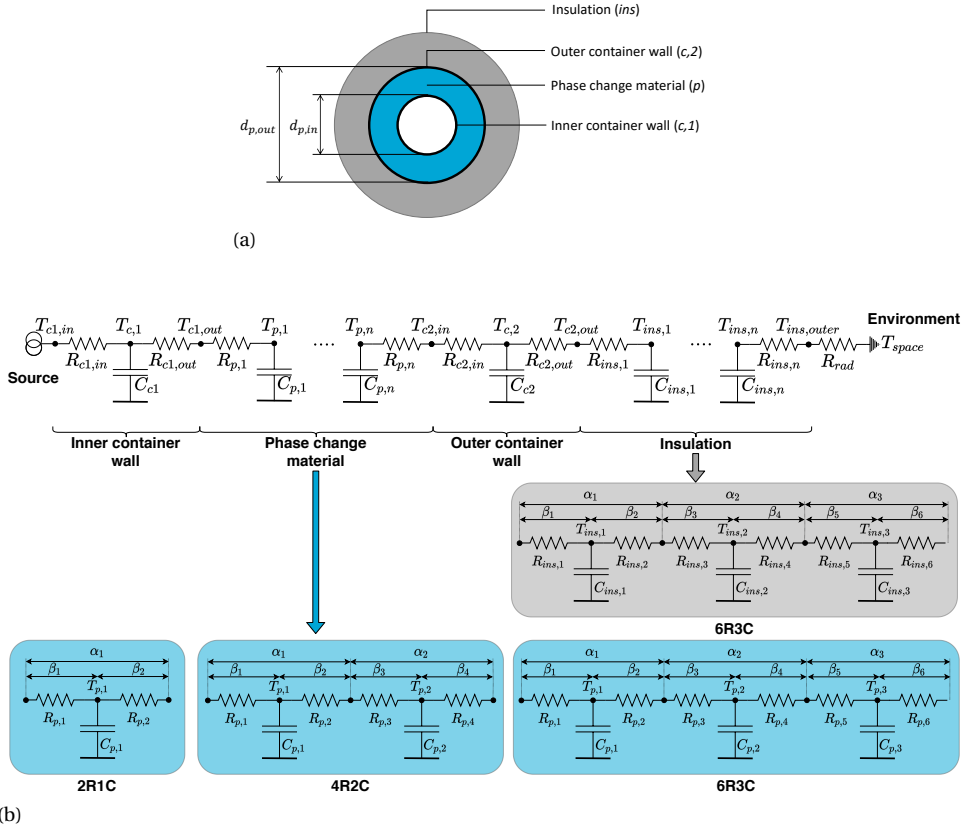 Insulation (ins)
Outer container wall (c,2)
Phase change material (p)
Inner container wall (c,1)
d_{p,out} d_{p,in}
(a)
T_{c1,in} T_{c,1} T_{c1,out} T_{p,1} T_{p,n} T_{c2,in} T_{c,2} T_{c2,out} T_{ins,1} T_{ins,n} T_{ins,outer} Environment
T_{space}
R_{c1,in} R_{c1,out} R_{p,1} R_{p,n} R_{c2,in} R_{c2,out} R_{ins,1} R_{ins,n} R_{rad}
Source
C_{c1} C_{p,1} C_{p,n} C_{c2} C_{ins,1} C_{ins,n}
Inner container
wall
Phase change
material
Outer container
wall
Insulation
α_1 α_2 α_3
β_1 β_2 β_3 β_4 β_5 β_6
T_{ins,1} T_{ins,2} T_{ins,3}
R_{ins,1} R_{ins,2} R_{ins,3} R_{ins,4} R_{ins,5} R_{ins,6}
C_{ins,1} C_{ins,2} C_{ins,3}
6R3C
α_1
β_1 β_2
T_{p,1}
R_{p,1} R_{p,2}
C_{p,1}
2R1C
α_1 α_2
β_1 β_2 β_3 β_4
T_{p,1} T_{p,2}
R_{p,1} R_{p,2} R_{p,3} R_{p,4}
C_{p,1} C_{p,2}
4R2C
α_1 α_2 α_3
β_1 β_2 β_3 β_4 β_5 β_6
T_{p,1} T_{p,2} T_{p,3}
R_{p,1} R_{p,2} R_{p,3} R_{p,4} R_{p,5} R_{p,6}
C_{p,1} C_{p,2} C_{p,3}
6R3C
(b)